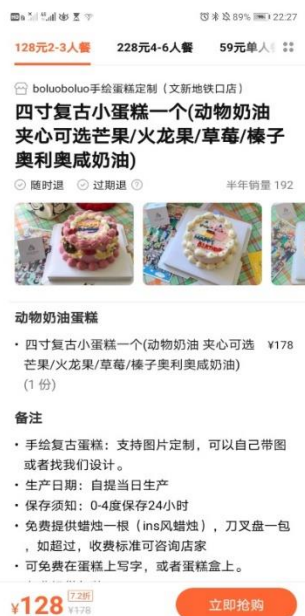 89% 22:27
128元2-3人餐 228元4-6人餐 59元单人
boluoboluo手绘蛋糕定制（文新地铁口店）
四寸复古小蛋糕一个(动物奶油
夹心可选芒果/火龙果/草莓/榛子
奥利奥咸奶油)
随时退 过期退 半年销量 192
动物奶油蛋糕
• 四寸复古小蛋糕一个(动物奶油 夹心可选 ¥178
芒果/火龙果/草莓/榛子奥利奥咸奶油)
(1 份)
备注
• 手绘复古蛋糕：支持图片定制，可以自己带图
或者找我们设计。
• 生产日期：自提当日生产
• 保存须知：0-4度保存24小时
• 免费提供蜡烛一根（ins风蜡烛），刀叉盘一包
，如超过，收费标准可咨询店家
• 可免费在蛋糕上写字，或者蛋糕盒上。
¥128 7.2折 ¥178 立即抢购